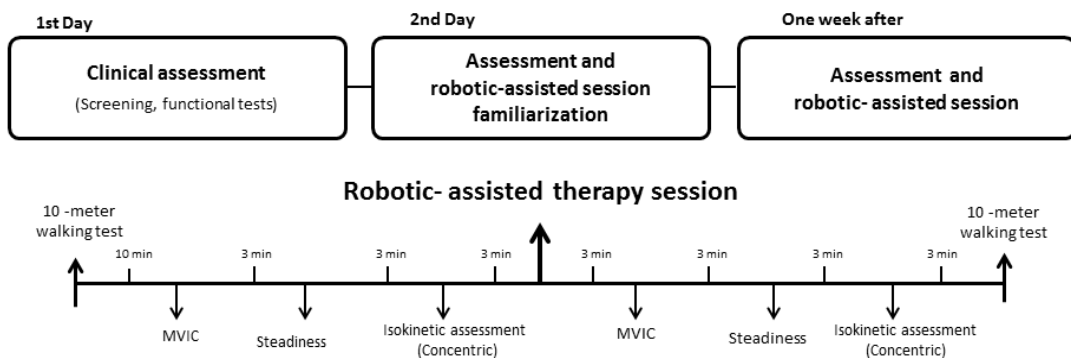 1st Day
2nd Day
One week after
Clinical assessment
(Screening, functional tests)
Assessment and
robotic-assisted session
familiarization
Assessment and
robotic- assisted session
Robotic- assisted therapy session
10 -meter
walking test
10 -meter
walking test
10 min
3 min
3 min
3 min
3 min
3 min
3 min
3 min
MVIC
Steadiness
Isokinetic assessment
(Concentric)
MVIC
Steadiness
Isokinetic assessment
(Concentric)